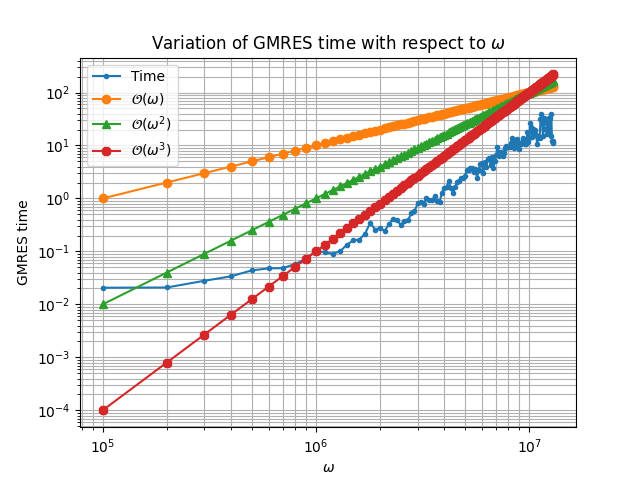 Variation of GMRES time with respect to ω
Time
𝒪(ω)
𝒪(ω²)
𝒪(ω³)
GMRES time
10²
10¹
10⁰
10⁻¹
10⁻²
10⁻³
10⁻⁴
10⁵
10⁶
10⁷
ω